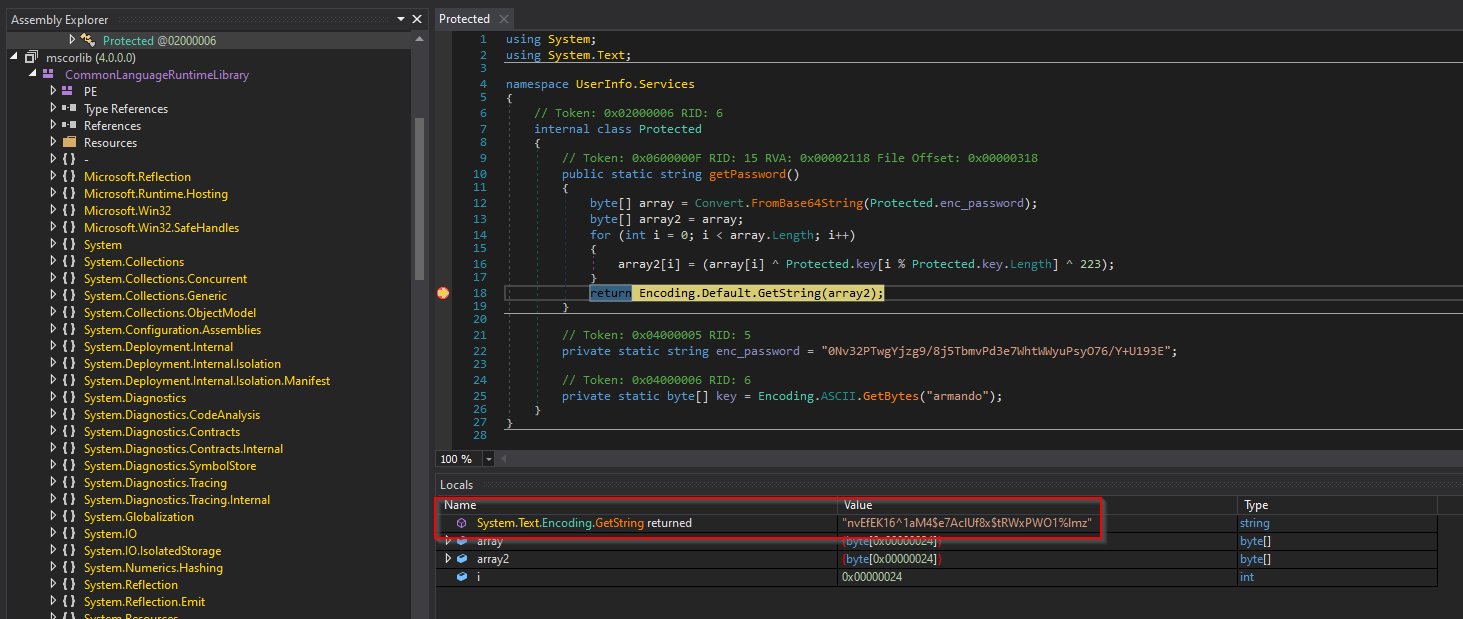 Assembly Explorer
Protected @02000006
mscorlib (4.0.0.0)
CommonLanguageRuntimeLibrary
PE
Type References
References
Resources
{ } -
{ } Microsoft.Reflection
{ } Microsoft.Runtime.Hosting
{ } Microsoft.Win32
{ } Microsoft.Win32.SafeHandles
{ } System
{ } System.Collections
{ } System.Collections.Concurrent
{ } System.Collections.Generic
{ } System.Collections.ObjectModel
{ } System.Configuration.Assemblies
{ } System.Deployment.Internal
{ } System.Deployment.Internal.Isolation
{ } System.Deployment.Internal.Isolation.Manifest
{ } System.Diagnostics
{ } System.Diagnostics.CodeAnalysis
{ } System.Diagnostics.Contracts
{ } System.Diagnostics.Contracts.Internal
{ } System.Diagnostics.SymbolStore
{ } System.Diagnostics.Tracing
{ } System.Diagnostics.Tracing.Internal
{ } System.Globalization
{ } System.IO
{ } System.IO.IsolatedStorage
{ } System.Numerics.Hashing
{ } System.Reflection
{ } System.Reflection.Emit
{ } System.Resources
Protected
1 using System;
2 using System.Text;
3
4 namespace UserInfo.Services
5 {
6 // Token: 0x02000006 RID: 6
7 internal class Protected
8 {
9 // Token: 0x0600000F RID: 15 RVA: 0x00002118 File Offset: 0x00000318
10 public static string getPassword()
11 {
12 byte[] array = Convert.FromBase64String(Protected.enc_password);
13 byte[] array2 = array;
14 for (int i = 0; i < array.Length; i++)
15 {
16 array2[i] = (array[i] ^ Protected.key[i % Protected.key.Length] ^ 223);
17 }
18 return Encoding.Default.GetString(array2);
19 }
20
21 // Token: 0x04000005 RID: 5
22 private static string enc_password = "0Nv32PTwgYjzg9/8j5TbmvPd3e7WhtWWyuPsyO76/Y+U193E";
23
24 // Token: 0x04000006 RID: 6
25 private static byte[] key = Encoding.ASCII.GetBytes("armando");
26 }
27 }
28
100 %
Locals
Name Value Type
System.Text.Encoding.GetString returned "nvEfEK16^1aM4$e7AclUf8x$tRWxPWO1%lmz" string
array {byte[0x00000024]} byte[]
array2 {byte[0x00000024]} byte[]
i 0x00000024 int